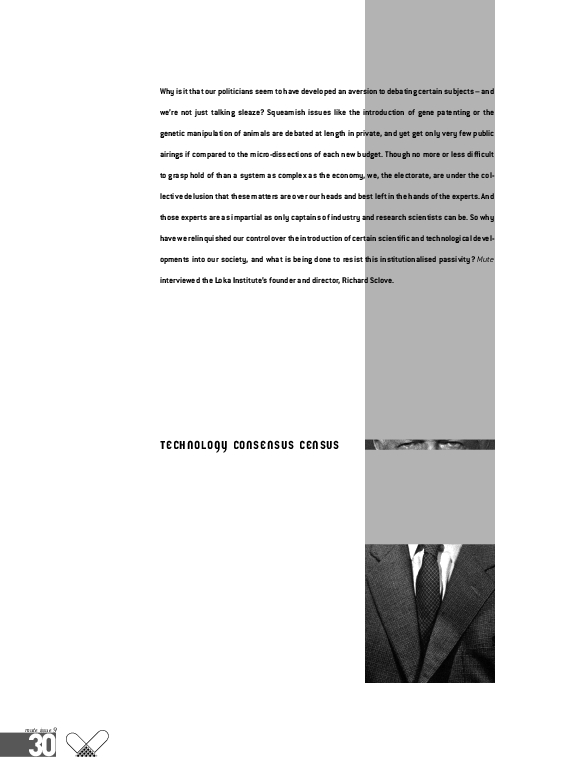 Why is it that our politicians seem to have developed an aversion to debating certain subjects – and
we're not just talking sleaze? Squeamish issues like the introduction of gene patenting or the
genetic manipulation of animals are debated at length in private, and yet get only very few public
airings if compared to the micro-dissections of each new budget. Though no more or less difficult
to grasp hold of than a system as complex as the economy, we, the electorate, are under the col-
lective delusion that these matters are over our heads and best left in the hands of the experts. And
those experts are as impartial as only captains of industry and research scientists can be. So why
have we relinquished our control over the introduction of certain scientific and technological devel-
opments into our society, and what is being done to resist this institutionalised passivity? Mute
interviewed the Loka Institute's founder and director, Richard Sclove.
TECHNOLOGY CONSENSUS CENSUS
mute issue 9
30